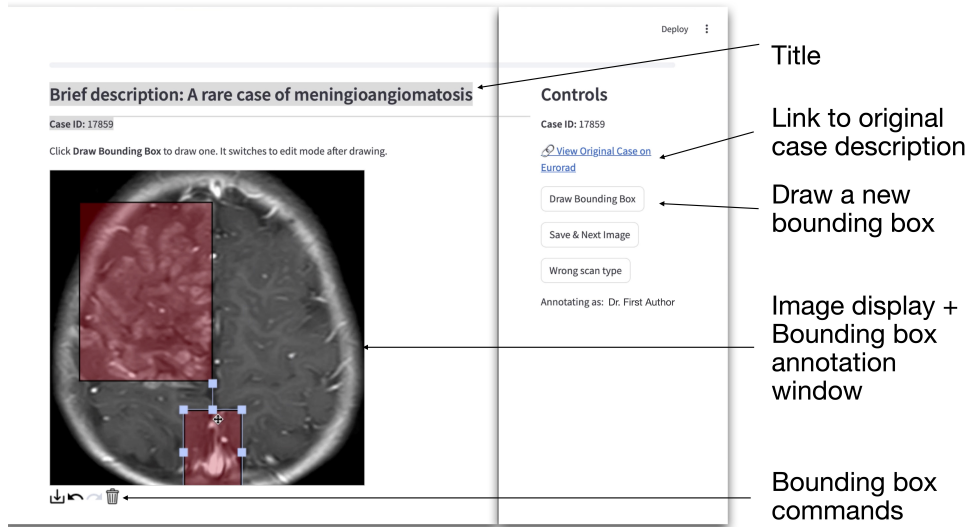 Deploy
Brief description: A rare case of meningioangiomatosis
Case ID: 17859
Click Draw Bounding Box to draw one. It switches to edit mode after drawing.
Controls
Case ID: 17859
View Original Case on
Eurorad
Draw Bounding Box
Save & Next Image
Wrong scan type
Annotating as: Dr. First Author
Title
Link to original
case description
Draw a new
bounding box
Image display +
Bounding box
annotation
window
Bounding box
commands